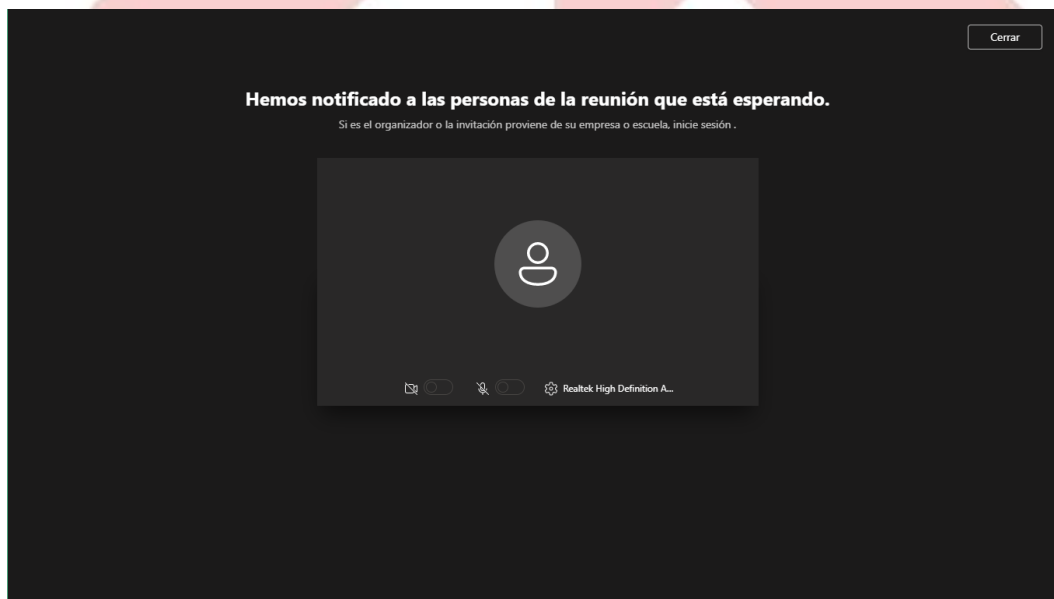 Cerrar
Hemos notificado a las personas de la reunión que está esperando.
Si es el organizador o la invitación proviene de su empresa o escuela, inicie sesión .
Realtek High Definition A...